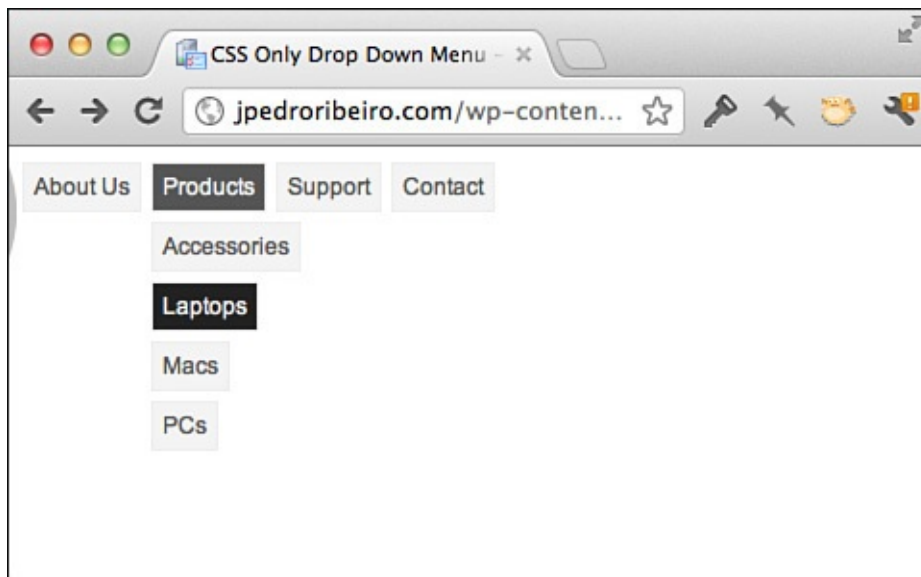 CSS Only Drop Down Menu -
jpedroribeiro.com/wp-conten...
About Us Products Support Contact
Accessories
Laptops
Macs
PCs